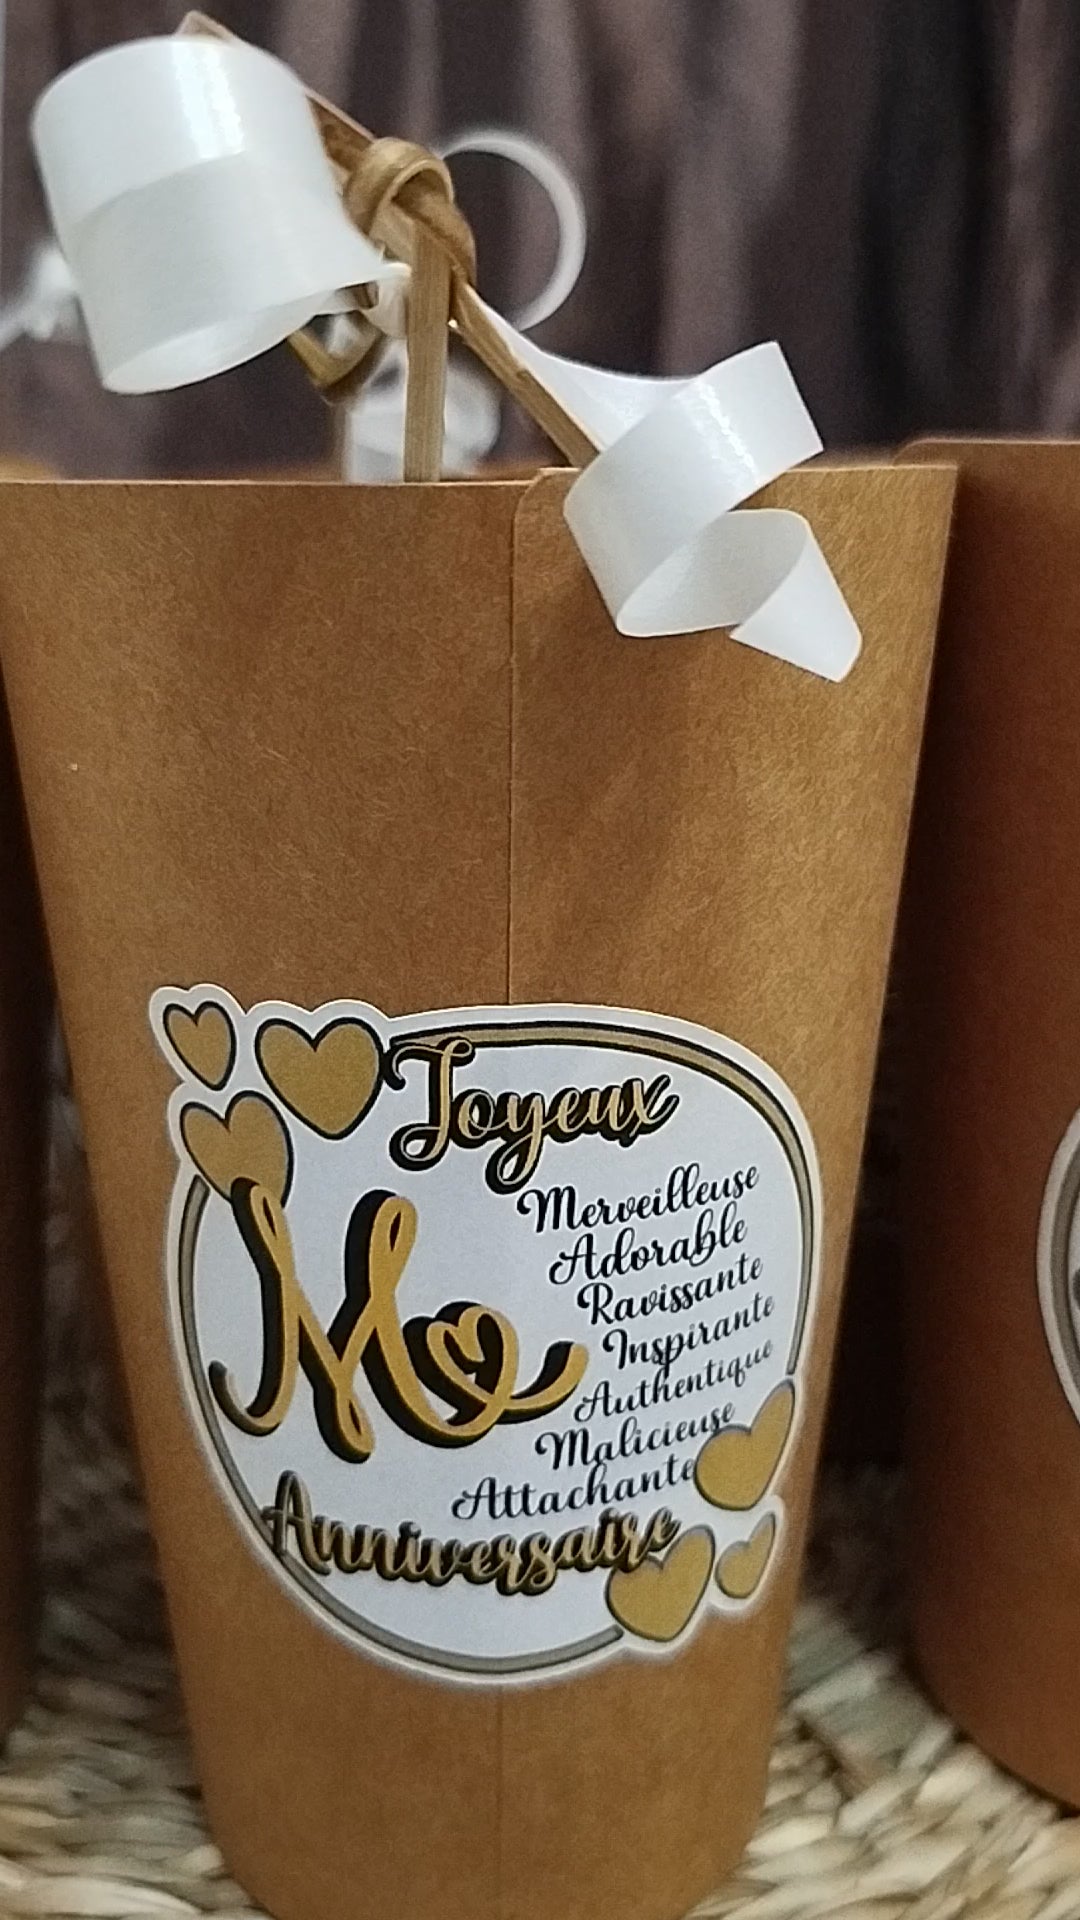 Joyeux
Merveilleuse
Adorable
Ravissante
Inspirante
Authentique
Malicieuse
Attachante
M
Anniversaire